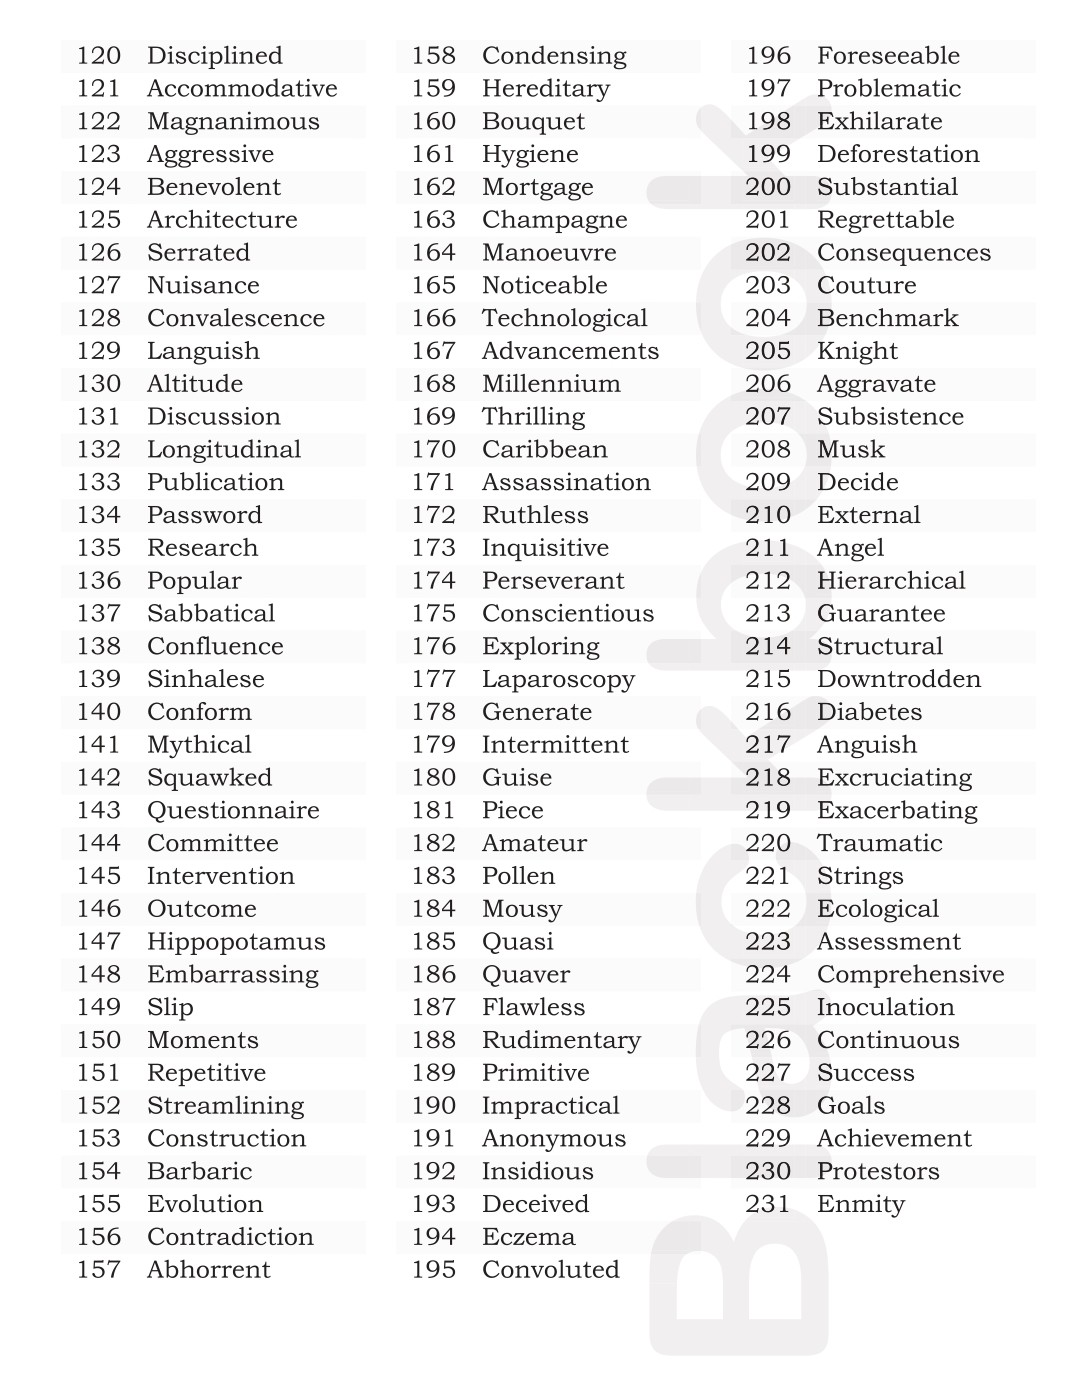 120 Disciplined
121 Accommodative
122 Magnanimous
123 Aggressive
124 Benevolent
125 Architecture
126 Serrated
127 Nuisance
128 Convalescence
129 Languish
130 Altitude
131 Discussion
132 Longitudinal
133 Publication
134 Password
135 Research
136 Popular
137 Sabbatical
138 Confluence
139 Sinhalese
140 Conform
141 Mythical
142 Squawked
143 Questionnaire
144 Committee
145 Intervention
146 Outcome
147 Hippopotamus
148 Embarrassing
149 Slip
150 Moments
151 Repetitive
152 Streamlining
153 Construction
154 Barbaric
155 Evolution
156 Contradiction
157 Abhorrent
158 Condensing
159 Hereditary
160 Bouquet
161 Hygiene
162 Mortgage
163 Champagne
164 Manoeuvre
165 Noticeable
166 Technological
167 Advancements
168 Millennium
169 Thrilling
170 Caribbean
171 Assassination
172 Ruthless
173 Inquisitive
174 Perseverant
175 Conscientious
176 Exploring
177 Laparoscopy
178 Generate
179 Intermittent
180 Guise
181 Piece
182 Amateur
183 Pollen
184 Mousy
185 Quasi
186 Quaver
187 Flawless
188 Rudimentary
189 Primitive
190 Impractical
191 Anonymous
192 Insidious
193 Deceived
194 Eczema
195 Convoluted
196 Foreseeable
197 Problematic
198 Exhilarate
199 Deforestation
200 Substantial
201 Regrettable
202 Consequences
203 Couture
204 Benchmark
205 Knight
206 Aggravate
207 Subsistence
208 Musk
209 Decide
210 External
211 Angel
212 Hierarchical
213 Guarantee
214 Structural
215 Downtrodden
216 Diabetes
217 Anguish
218 Excruciating
219 Exacerbating
220 Traumatic
221 Strings
222 Ecological
223 Assessment
224 Comprehensive
225 Inoculation
226 Continuous
227 Success
228 Goals
229 Achievement
230 Protestors
231 Enmity
Blackbook